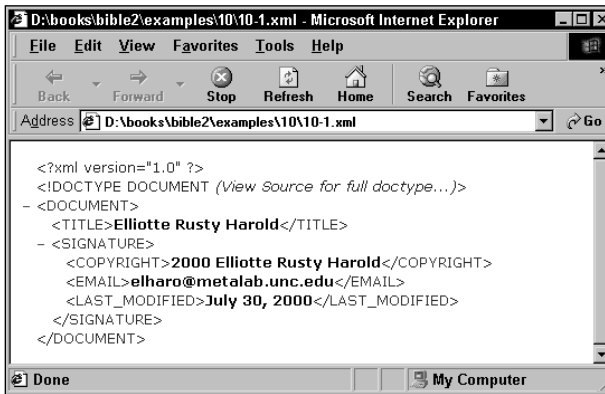 D:\books\bible2\examples\10\10-1.xml - Microsoft Internet Explorer
File Edit View Favorites Tools Help
Back Forward Stop Refresh Home Search Favorites »
Address D:\books\bible2\examples\10\10-1.xml Go
<?xml version="1.0" ?>
<!DOCTYPE DOCUMENT (View Source for full doctype...)>
- <DOCUMENT>
<TITLE>Elliotte Rusty Harold</TITLE>
- <SIGNATURE>
<COPYRIGHT>2000 Elliotte Rusty Harold</COPYRIGHT>
<EMAIL>elharo@metalab.unc.edu</EMAIL>
<LAST_MODIFIED>July 30, 2000</LAST_MODIFIED>
</SIGNATURE>
</DOCUMENT>
Done My Computer